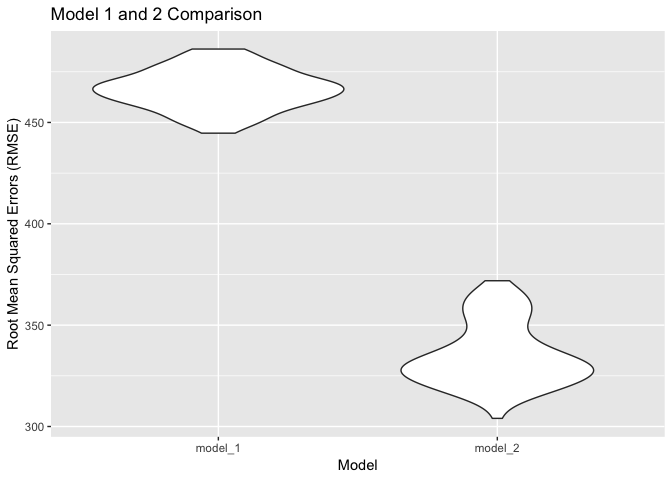 Model 1 and 2 Comparison
Root Mean Squared Errors (RMSE)
450
400
350
300
model_1
model_2
Model